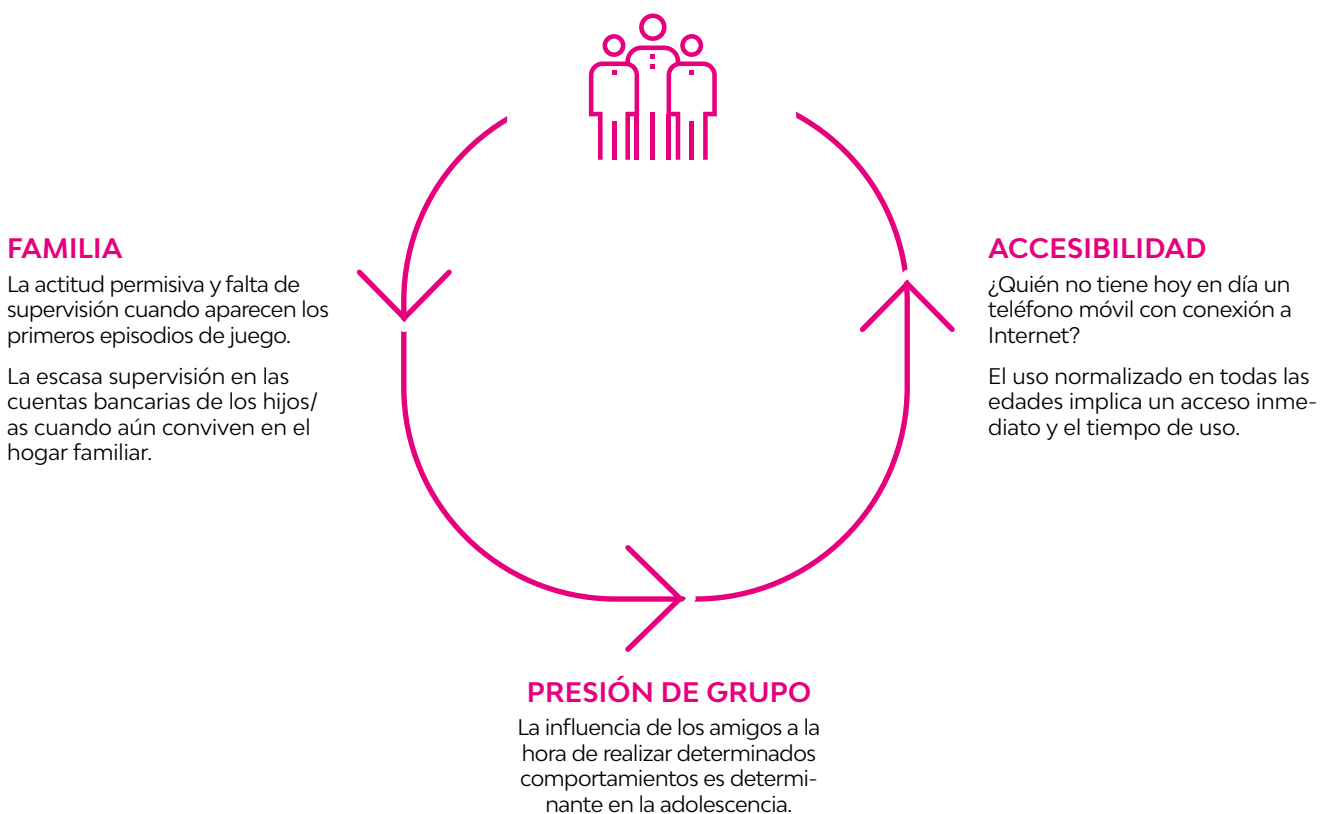 FAMILIA
La actitud permisiva y falta de
supervisión cuando aparecen los
primeros episodios de juego.
La escasa supervisión en las
cuentas bancarias de los hijos/
as cuando aún conviven en el
hogar familiar.
ACCESIBILIDAD
¿Quién no tiene hoy en día un
teléfono móvil con conexión a
Internet?
El uso normalizado en todas las
edades implica un acceso inme-
diato y el tiempo de uso.
PRESIÓN DE GRUPO
La influencia de los amigos a la
hora de realizar determinados
comportamientos es determi-
nante en la adolescencia.